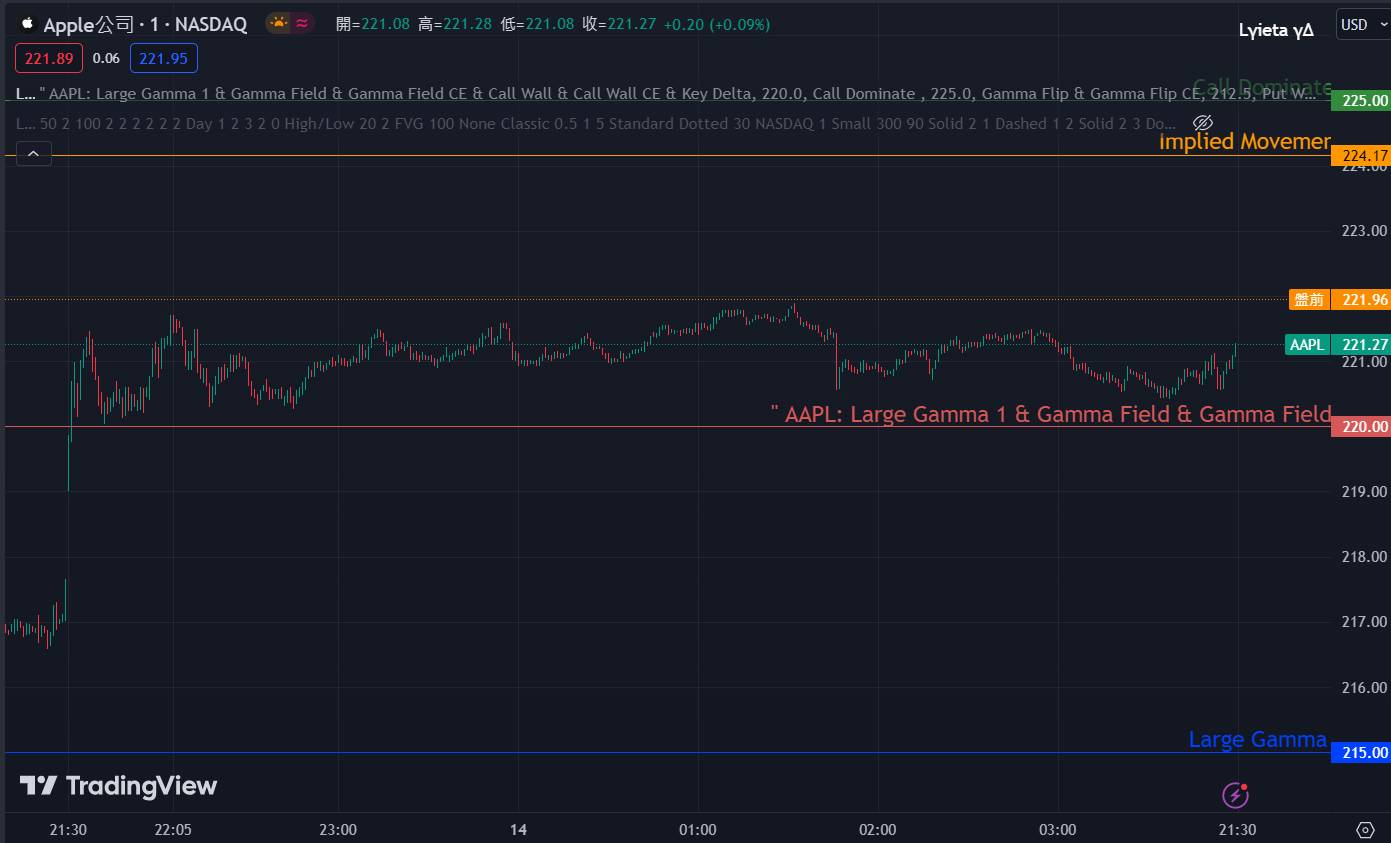 Apple公司 · 1 · NASDAQ 開=221.08 高=221.28 低=221.08 收=221.27 +0.20 (+0.09%)
Lyieta γΔ
USD
221.89 0.06 221.95
L... " AAPL: Large Gamma 1 & Gamma Field & Gamma Field CE & Call Wall & Call Wall CE & Key Delta, 220.0, Call Dominate , 225.0, Gamma Flip & Gamma Flip CE, 212.5, Put W...
Call Dominate
225.00
L... 50 2 100 2 2 2 2 2 2 Day 1 2 3 2 0 High/Low 20 2 FVG 100 None Classic 0.5 1 5 Standard Dotted 30 NASDAQ 1 Small 300 90 Solid 2 1 Dashed 1 2 Solid 2 3 Do...
Implied Movemen
224.17
224.00
223.00
盤前 221.96
AAPL 221.27
221.00
" AAPL: Large Gamma 1 & Gamma Field & Gamma Field
220.00
219.00
218.00
217.00
216.00
Large Gamma
215.00
TradingView
21:30 22:05 23:00 14 01:00 02:00 03:00 21:30